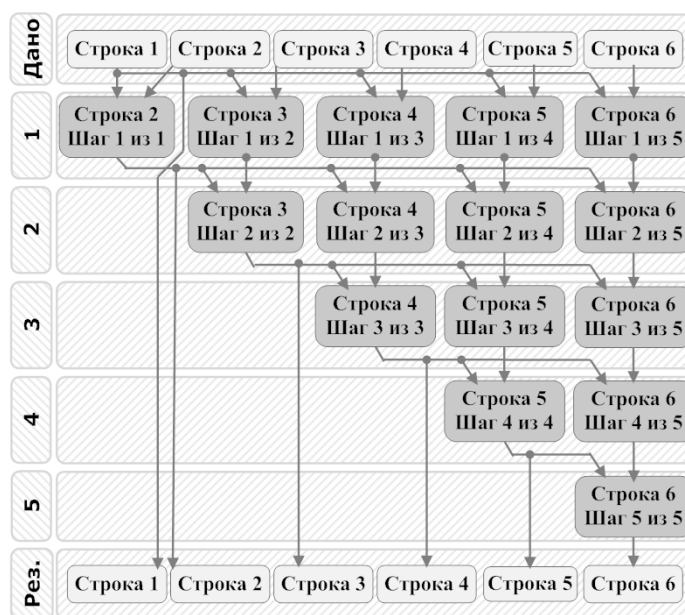 Дано
Строка 1
Строка 2
Строка 3
Строка 4
Строка 5
Строка 6
1
Строка 2
Шаг 1 из 1
Строка 3
Шаг 1 из 2
Строка 4
Шаг 1 из 3
Строка 5
Шаг 1 из 4
Строка 6
Шаг 1 из 5
2
Строка 3
Шаг 2 из 2
Строка 4
Шаг 2 из 3
Строка 5
Шаг 2 из 4
Строка 6
Шаг 2 из 5
3
Строка 4
Шаг 3 из 3
Строка 5
Шаг 3 из 4
Строка 6
Шаг 3 из 5
4
Строка 5
Шаг 4 из 4
Строка 6
Шаг 4 из 5
5
Строка 6
Шаг 5 из 5
Рез.
Строка 1
Строка 2
Строка 3
Строка 4
Строка 5
Строка 6